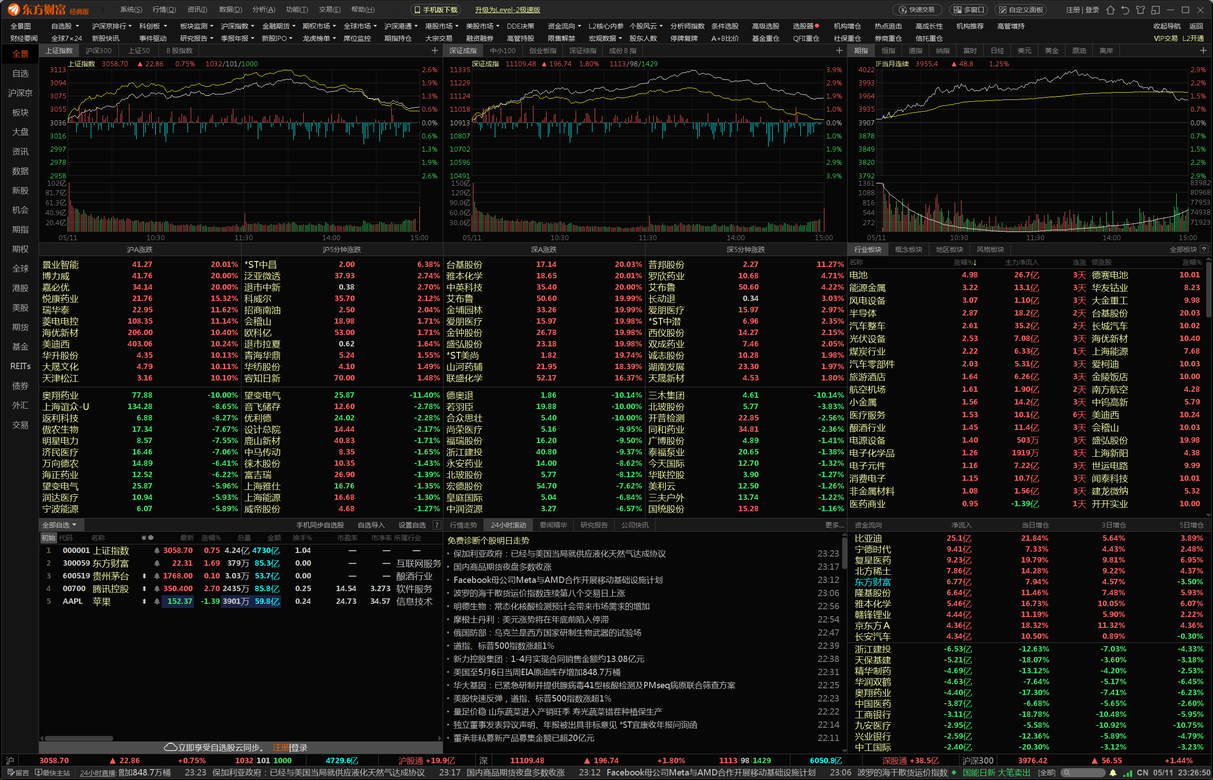 东方财富 经典版
系统(S) 行情(Q) 资讯(I) 数据(D) 分析(A) 功能(T) 交易(E) 帮助(H) 手机版下载 升级为Level-2极速版 快速交易 多窗口 自定义面板 注册 | 登录
全景图 自选股 沪深京排行 科创板 板块监测 沪深指数 金融期货 期权市场 全球市场 沪深港通 港股市场 美股市场 DDE决策 资金流向 L2核心内参 个股风云 分析师指数 条件选股 超级选股 选股器 机构增仓 热点追击 高成长性 机构推荐 高管增持 收起导航 返回
财经要闻 全球7×24 新股快讯 事件驱动 研究报告 季报年报 新股IPO 龙虎榜单 席位监控 期指持仓 大宗交易 融资融券 高管持股 限售解禁 宏观数据 股东人数 停牌复牌 A+B比价 基金重仓 QFII重仓 社保重仓 券商重仓 信托重仓 VIP交易 L2开通
全景
自选
沪深京
板块
大盘
资讯
数据
新股
机会
期指
期权
全球
港股
美股
期货
基金
REITs
债券
外汇
交易
上证指数 沪深300 上证50 B股指数
上证指数 3058.70 ▲ 22.86 0.75% 1032/101/1000
深证成指 中小100 创业板指 深证综指 成份B指
深证成指 11109.48 ▲ 196.74 1.80% 1113/98/1429
期指 恒指 道指 纳指 富时 日经 美元 黄金 原油 离岸
IF当月连续 3955.4 ▲ 48.8 1.25%
05/11 10:30 11:30 14:00 15:00
沪A涨跌 沪5分钟涨跌 深A涨跌 深5分钟涨跌
景业智能 41.27 20.01% *ST中昌 2.00 6.38%
博力威 41.76 20.00% 泛亚微透 37.93 2.74%
嘉必优 34.14 20.00% 退市中新 0.38 2.70%
悦康药业 21.76 15.32% 科威尔 35.70 2.12%
瑞华泰 22.95 11.62% 招商南油 2.50 2.04%
菱电电控 108.35 11.14% 会稽山 18.98 1.71%
海优新材 206.00 10.40% 欧科亿 53.00 1.71%
美迪西 403.06 10.24% 退市拉夏 0.62 1.64%
华升股份 4.35 10.13% 青海华鼎 5.24 1.55%
大晟文化 4.79 10.11% 华纺股份 4.10 1.49%
天津松江 3.16 10.10% 容知日新 70.00 1.48%
奥翔药业 77.88 -10.00% 望变电气 25.87 -11.40%
上海谊众-U 134.28 -8.65% 音飞储存 12.60 -2.78%
返利科技 6.88 -8.27% 优利德 24.02 -2.28%
傲农生物 17.34 -7.67% 设计总院 14.44 -2.17%
明星电力 8.57 -7.55% 鹿山新材 40.83 -1.71%
济民医疗 16.46 -7.06% 中马传动 8.35 -1.65%
万向德农 14.89 -6.41% 徕木股份 10.35 -1.43%
海正药业 12.52 -6.22% 富吉瑞 26.90 -1.39%
望变电气 25.87 -5.96% 上海雅仕 16.76 -1.35%
润达医疗 10.94 -5.93% 上海能源 16.68 -1.30%
宁波能源 6.07 -5.89% 威帝股份 4.68 -1.27%
台基股份 17.14 20.03% 普邦股份 2.27 11.27%
雅本化学 18.65 20.01% 罗欣药业 10.68 4.71%
中英科技 35.40 20.00% 艾布鲁 50.60 4.22%
艾布鲁 50.60 19.99% 长动退 0.34 3.03%
金埔园林 33.26 19.99% 爱朋医疗 15.97 2.97%
爱朋医疗 15.97 19.98% *ST中潜 6.96 2.35%
金钟股份 26.78 19.98% 西仪股份 14.27 2.15%
盛弘股份 23.18 19.98% 双成药业 7.46 2.05%
*ST美尚 1.82 19.74% 诚志股份 10.28 1.98%
山河药辅 21.95 18.39% 湖南发展 23.30 1.97%
联盛化学 52.17 16.37% 天晟新材 4.53 1.80%
德奥退 1.86 -10.14% 三木集团 4.61 -10.14%
若羽臣 19.88 -10.00% 北玻股份 5.77 -3.83%
合众思壮 5.40 -10.00% 开普检测 22.85 -2.56%
尚荣医疗 5.16 -9.95% 同和药业 34.81 -2.36%
福瑞股份 16.20 -9.50% 广博股份 4.89 -1.41%
浙江建投 40.80 -9.37% 泰福泵业 20.65 -1.38%
永安药业 14.00 -8.62% 今天国际 12.70 -1.32%
北玻股份 5.77 -8.12% 华联控股 3.90 -1.27%
宏德股份 54.70 -7.62% 美利云 12.50 -1.26%
皇庭国际 5.04 -6.84% 三夫户外 13.74 -1.22%
中润资源 3.27 -6.57% 国统股份 15.28 -1.16%
行业板块 概念板块 地区板块 风格板块 全部板块
名称 涨幅%↓ 主力净流入 连涨 领涨股 涨幅%
电池 4.98 26.7亿 3天 德赛电池 10.01
能源金属 3.22 13.1亿 3天 华友钴业 8.23
风电设备 3.07 1.10亿 3天 大金重工 9.98
半导体 2.87 18.2亿 2天 台基股份 20.03
汽车整车 2.61 35.2亿 2天 长城汽车 10.02
光伏设备 2.53 7.08亿 3天 海优新材 10.40
煤炭行业 2.22 6.33亿 1天 上海能源 7.68
汽车零部件 2.03 5.31亿 3天 爱柯迪 10.03
旅游酒店 1.64 6.26亿 3天 金陵饭店 10.00
航空机场 1.61 1.90亿 2天 南方航空 4.28
小金属 1.56 14.2亿 3天 中钨高新 5.79
医疗服务 1.53 10.1亿 6天 美迪西 10.24
酿酒行业 1.45 11.4亿 3天 会稽山 10.03
电源设备 1.40 503万 3天 盛弘股份 19.98
电子化学品 1.26 1919万 3天 上海新阳 4.23
电子元件 1.16 7.22亿 3天 世运电路 9.99
消费电子 1.15 10.7亿 3天 闻泰科技 10.01
非金属材料 1.08 1.56亿 3天 建龙微纳 5.32
医药商业 0.95 -1.39亿 1天 开开实业 10.00
全部自选 手机同步自选股 自选导入 设置自选 ?
初始 代码 名称 最新 涨幅% 总量 金额 换手% 市盈率 市净率 所属行业
1 000001 上证指数 3058.70 0.75 4.24亿 4730亿 1.04 — —
2 300059 东方财富 22.31 1.69 379万 85.3亿 0.00 — — 互联网服务
3 600519 贵州茅台 1768.00 0.10 3.03万 53.7亿 0.00 — — 酿酒行业
4 00700 腾讯控股 350.400 2.70 2435万 85.8亿 0.25 14.54 3.273 软件服务
5 AAPL 苹果 152.37 -1.39 3901万 59.8亿 0.24 24.73 34.57 信息技术
立即享受自选股云同步。 注册|登录
行情走势 24小时滚动 要闻精华 研究报告 公司快讯 更多...
免费诊断个股明日走势
保加利亚政府：已经与美国当局就供应液化天然气达成协议 23:23
国内商品期货夜盘多数收涨 23:17
Facebook母公司Meta与AMD合作开展移动基础设施计划 23:12
波罗的海干散货运价指数连续第八个交易日上涨 23:06
明德生物：常态化核酸检测预计会带来市场需求的增加 22:56
摩根士丹利：美元涨势将在年底前陷入停滞 22:54
俄国防部：乌克兰是西方国家研制生物武器的试验场 22:47
道指、标普500指数涨超1% 22:39
新力控股集团：1-4月实现合同销售金额约13.08亿元 22:38
美国至5月6日当周EIA原油库存增加848.7万桶 22:31
华大基因：已紧急研制并提供腺病毒41型核酸检测及PMseq病原联合筛查方案 22:25
美股快速反弹，道指、标普500指数涨超1% 22:23
量足价稳 山东蔬菜进入产销旺季 寿光蔬菜错茬种植保生产 22:22
独立董事发表异议声明、年报被出具非标意见 *ST宜康收年报问询函 22:14
董承非私募新产品募集金额已超20亿元 22:11
资金流向 净流入 当日增仓 3日增仓 5日增仓
比亚迪 25.1亿 21.84% 5.64% 3.89%
宁德时代 9.41亿 7.33% 4.43% 2.48%
复星医药 9.23亿 19.79% 9.81% 6.95%
北方稀土 7.86亿 14.28% 9.22% 4.37%
东方财富 6.77亿 7.94% 4.57% -3.50%
隆基股份 6.64亿 11.46% 7.48% 5.93%
雅本化学 5.46亿 16.73% 10.05% 6.07%
赣锋锂业 4.44亿 11.19% 5.90% 2.22%
京东方A 4.36亿 18.32% 11.32% 4.36%
长安汽车 4.34亿 10.50% 0.89% -0.30%
浙江建投 -6.53亿 -12.63% -7.03% -4.33%
天保基建 -5.21亿 -18.07% -3.60% -3.18%
精华制药 -4.69亿 -13.12% -4.20% -2.53%
华润双鹤 -4.63亿 -7.64% -5.17% -6.45%
奥翔药业 -4.40亿 -17.30% -7.41% -6.23%
中国医药 -3.87亿 -6.68% -5.65% -2.60%
工商银行 -3.11亿 -18.78% -10.48% -5.95%
九安医疗 -2.95亿 -5.58% -10.92% -10.75%
兴业银行 -2.59亿 -12.36% -5.89% -4.79%
中工国际 -2.40亿 -20.30% -3.12% -3.23%
沪 3058.70 ▲ 22.86 +0.75% 1032 101 1000 4729.6亿 沪股通 +19.9亿 深 11109.48 ▲ 196.74 +1.80% 1113 98 1429 6050.8亿 深股通 +38.5亿 沪深300 3976.42 ▲ 56.55 +1.44%
留言 最快主站 24小时直播 曾加848.7万桶 23:23 保加利亚政府：已经与美国当局就供应液化天然气达成协议 23:17 国内商品期货夜盘多数收涨 23:12 Facebook母公司Meta与AMD合作开展移动基础设施计划 23:06 波罗的海干散货运价指数 国能日新 大笔卖出 CN 05/11 23:26:50